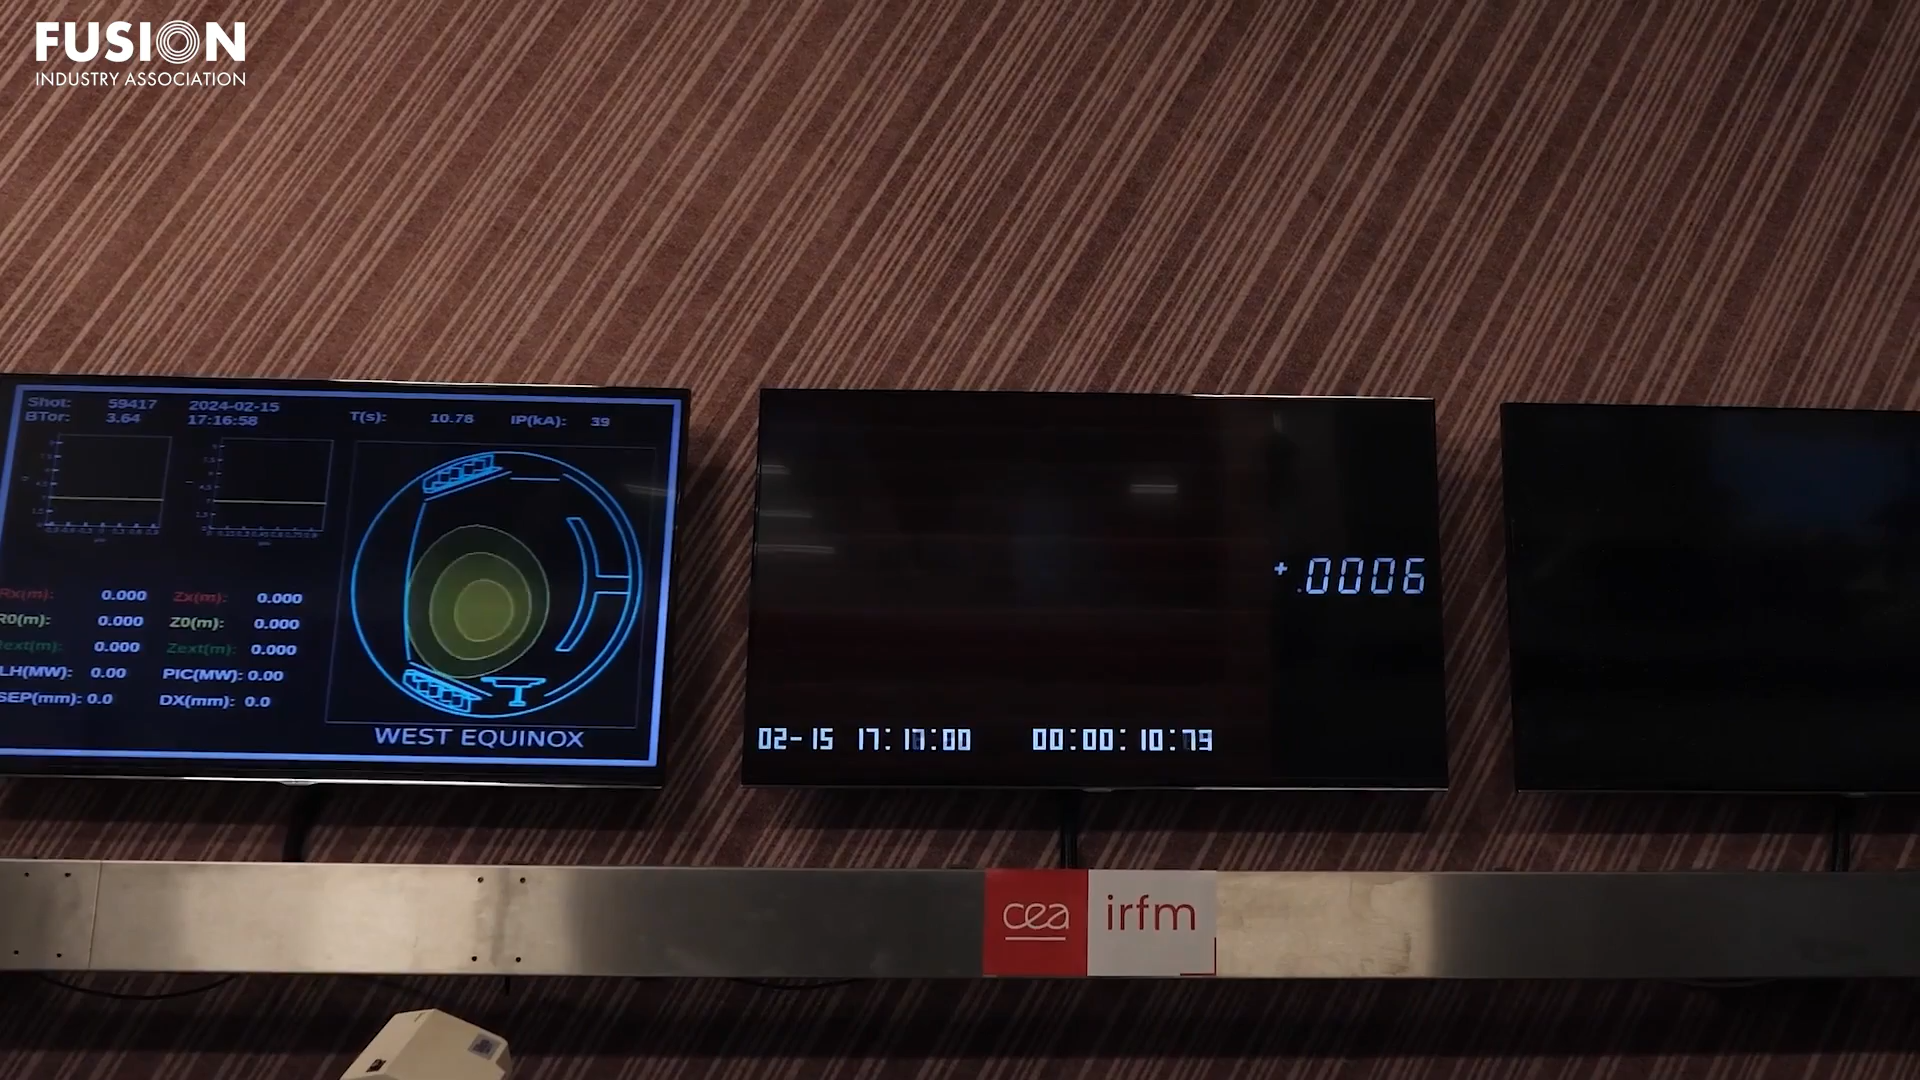 FUSION
INDUSTRY ASSOCIATION
Shot: 59417 2024-02-15
BTor: 3.64 17:16:58
T(s): 10.78 IP(kA): 39
Rx(m): 0.000 Zx(m): 0.000
R0(m): 0.000 Z0(m): 0.000
Rext(m): 0.000 Zext(m): 0.000
LH(MW): 0.00 PIC(MW): 0.00
SEP(mm): 0.0 DX(mm): 0.0
WEST EQUINOX
+.0006
02-15 17:17:00 00:00:10:79
cea irfm